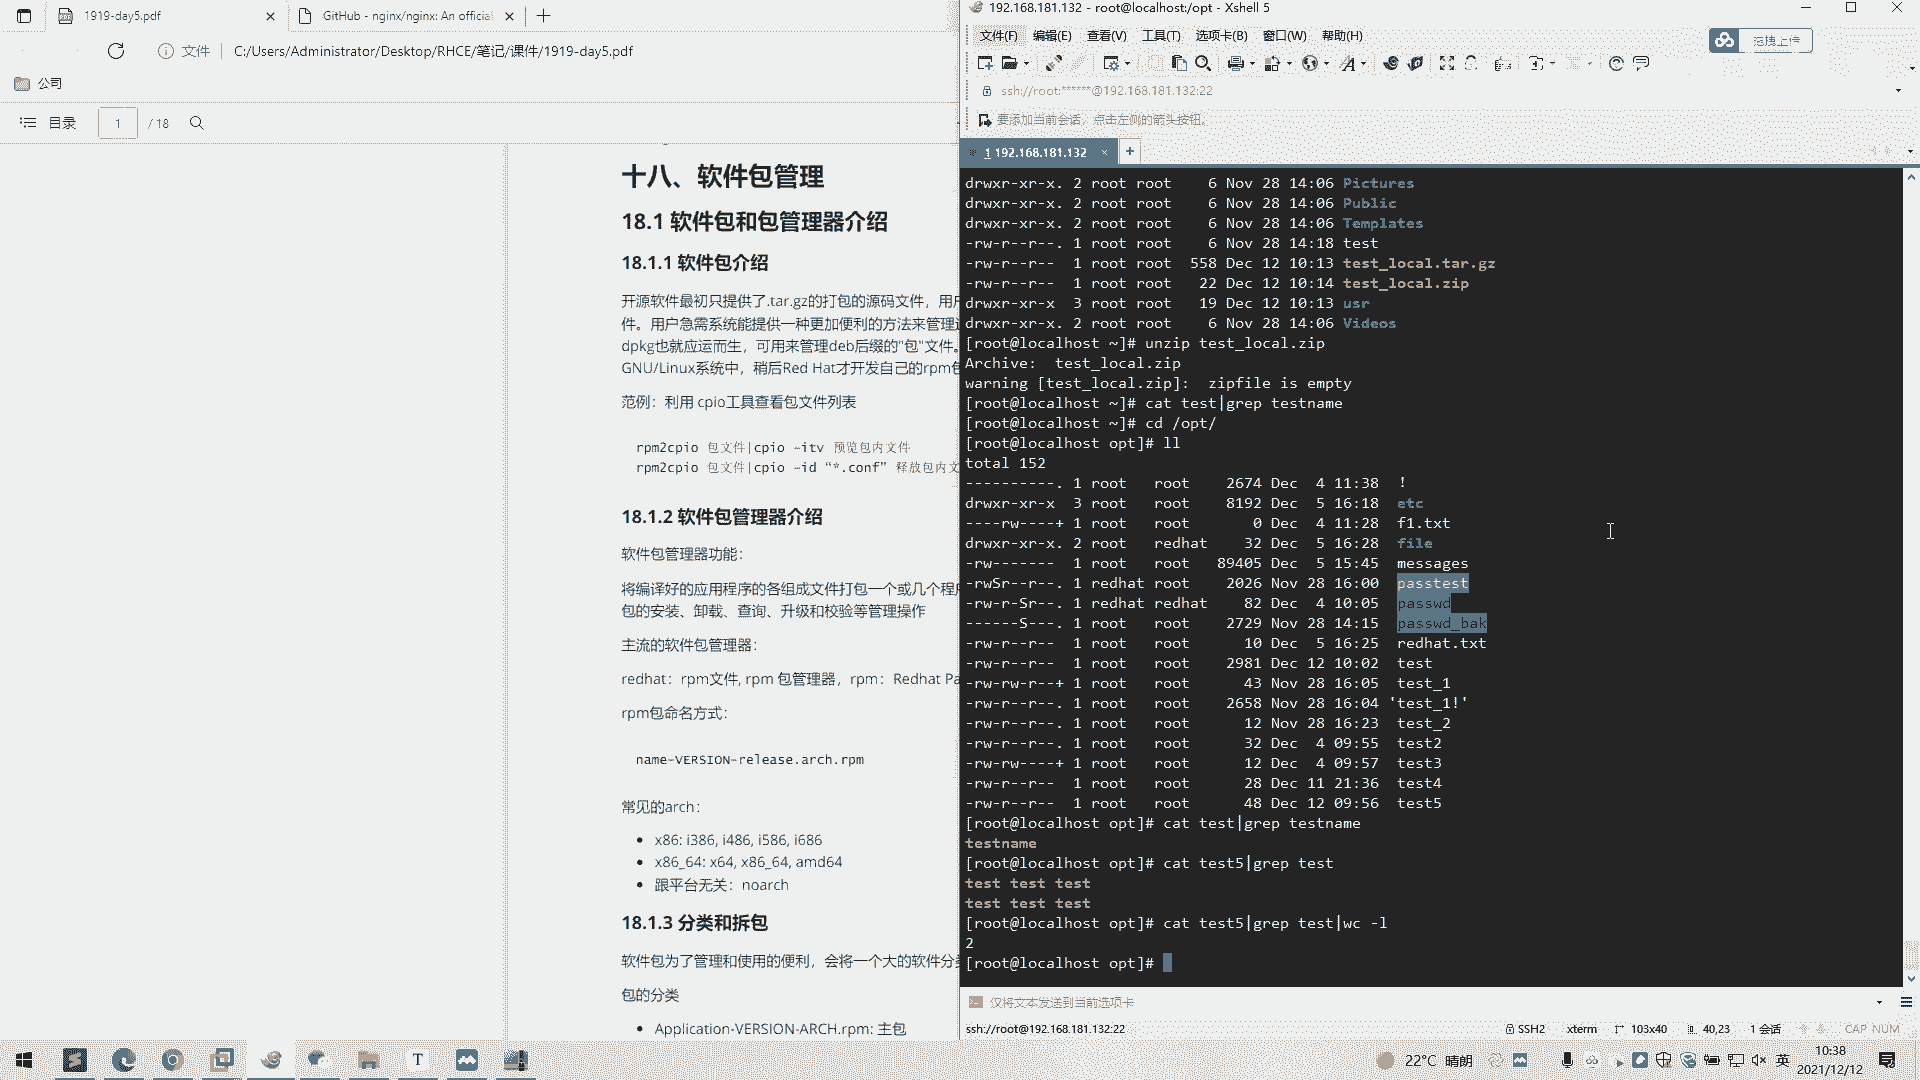 1919-day5.pdf
GitHub - nginx/nginx: An official
文件
C:/Users/Administrator/Desktop/RHCE/笔记/课件/1919-day5.pdf
公司
目录
1
/ 18
十八、软件包管理
18.1 软件包和包管理器介绍
18.1.1 软件包介绍
开源软件最初只提供了.tar.gz的打包的源码文件，用户
件。用户急需系统能提供一种更加便利的方法来管理这
dpkg也就应运而生，可用来管理deb后缀的"包"文件。
GNU/Linux系统中，稍后Red Hat才开发自己的rpm包
范例：利用 cpio工具查看包文件列表
rpm2cpio 包文件|cpio -itv 预览包内文件
rpm2cpio 包文件|cpio -id “*.conf” 释放包内文
18.1.2 软件包管理器介绍
软件包管理器功能：
将编译好的应用程序的各组成文件打包一个或几个程序
包的安装、卸载、查询、升级和校验等管理操作
主流的软件包管理器：
redhat：rpm文件, rpm 包管理器，rpm：Redhat Pa
rpm包命名方式：
name-VERSION-release.arch.rpm
常见的arch：
x86: i386, i486, i586, i686
x86_64: x64, x86_64, amd64
跟平台无关：noarch
18.1.3 分类和拆包
软件包为了管理和使用的便利，会将一个大的软件分类
包的分类
Application-VERSION-ARCH.rpm: 主包
192.168.181.132 - root@localhost:/opt - Xshell 5
文件(F) 编辑(E) 查看(V) 工具(T) 选项卡(B) 窗口(W) 帮助(H)
拖拽上传
ssh://root:******@192.168.181.132:22
要添加当前会话，点击左侧的箭头按钮。
1 192.168.181.132
drwxr-xr-x. 2 root root    6 Nov 28 14:06 Pictures
drwxr-xr-x. 2 root root    6 Nov 28 14:06 Public
drwxr-xr-x. 2 root root    6 Nov 28 14:06 Templates
-rw-r--r--. 1 root root    6 Nov 28 14:18 test
-rw-r--r--  1 root root  558 Dec 12 10:13 test_local.tar.gz
-rw-r--r--  1 root root   22 Dec 12 10:14 test_local.zip
drwxr-xr-x  3 root root   19 Dec 12 10:13 usr
drwxr-xr-x. 2 root root    6 Nov 28 14:06 Videos
[root@localhost ~]# unzip test_local.zip
Archive:  test_local.zip
warning [test_local.zip]:  zipfile is empty
[root@localhost ~]# cat test|grep testname
[root@localhost ~]# cd /opt/
[root@localhost opt]# ll
total 152
----------. 1 root   root    2674 Dec  4 11:38  !
drwxr-xr-x  3 root   root    8192 Dec  5 16:18  etc
----rw----+ 1 root   root       0 Dec  4 11:28  f1.txt
drwxr-xr-x. 2 root   redhat    32 Dec  5 16:28  file
-rw-------  1 root   root   89405 Dec  5 15:45  messages
-rwSr--r--. 1 redhat root    2026 Nov 28 16:00  passtest
-rw-r-Sr--. 1 redhat redhat    82 Dec  4 10:05  passwd
------S---. 1 root   root    2729 Nov 28 14:15  passwd_bak
-rw-r--r--  1 root   root      10 Dec  5 16:25  redhat.txt
-rw-r--r--  1 root   root    2981 Dec 12 10:02  test
-rw-rw-r--+ 1 root   root      43 Nov 28 16:05  test_1
-rw-r--r--. 1 root   root    2658 Nov 28 16:04 'test_1!'
-rw-r--r--. 1 root   root      12 Nov 28 16:23  test_2
-rw-r--r--. 1 root   root      32 Dec  4 09:55  test2
-rw-rw----+ 1 root   root      12 Dec  4 09:57  test3
-rw-r--r--  1 root   root      28 Dec 11 21:36  test4
-rw-r--r--  1 root   root      48 Dec 12 09:56  test5
[root@localhost opt]# cat test|grep testname
testname
[root@localhost opt]# cat test5|grep test
test test test
test test test
[root@localhost opt]# cat test5|grep test|wc -l
2
[root@localhost opt]#
仅将文本发送到当前选项卡
ssh://root@192.168.181.132:22
SSH2 xterm 103x40 40,23 1 会话 CAP NUM
22°C 晴朗
英
10:38
2021/12/12